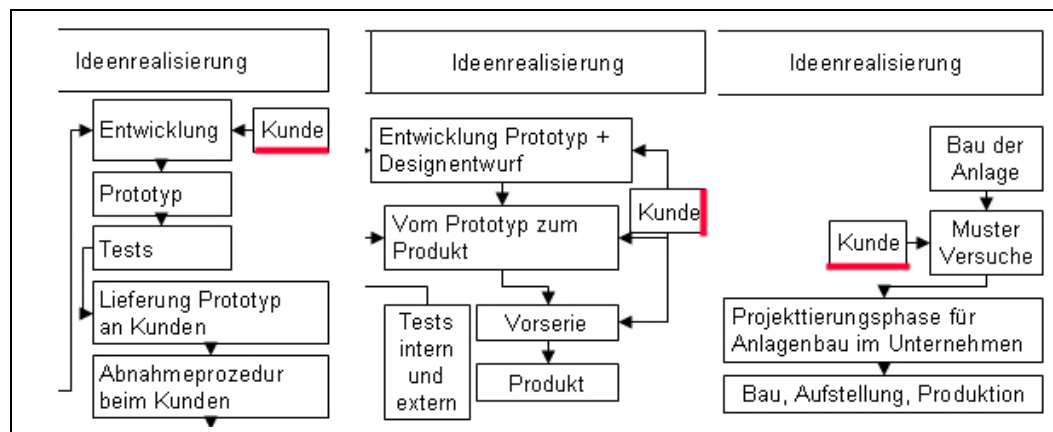 Ideenrealisierung
Entwicklung
Kunde
Prototyp
Tests
Lieferung Prototyp
an Kunden
Abnahmeprozedur
beim Kunden
Ideenrealisierung
Entwicklung Prototyp +
Designentwurf
Kunde
Vom Prototyp zum
Produkt
Tests
intern
und
extern
Vorserie
Produkt
Ideenrealisierung
Bau der
Anlage
Kunde
Muster
Versuche
Projekttierungsphase für
Anlagenbau im Unternehmen
Bau, Aufstellung, Produktion